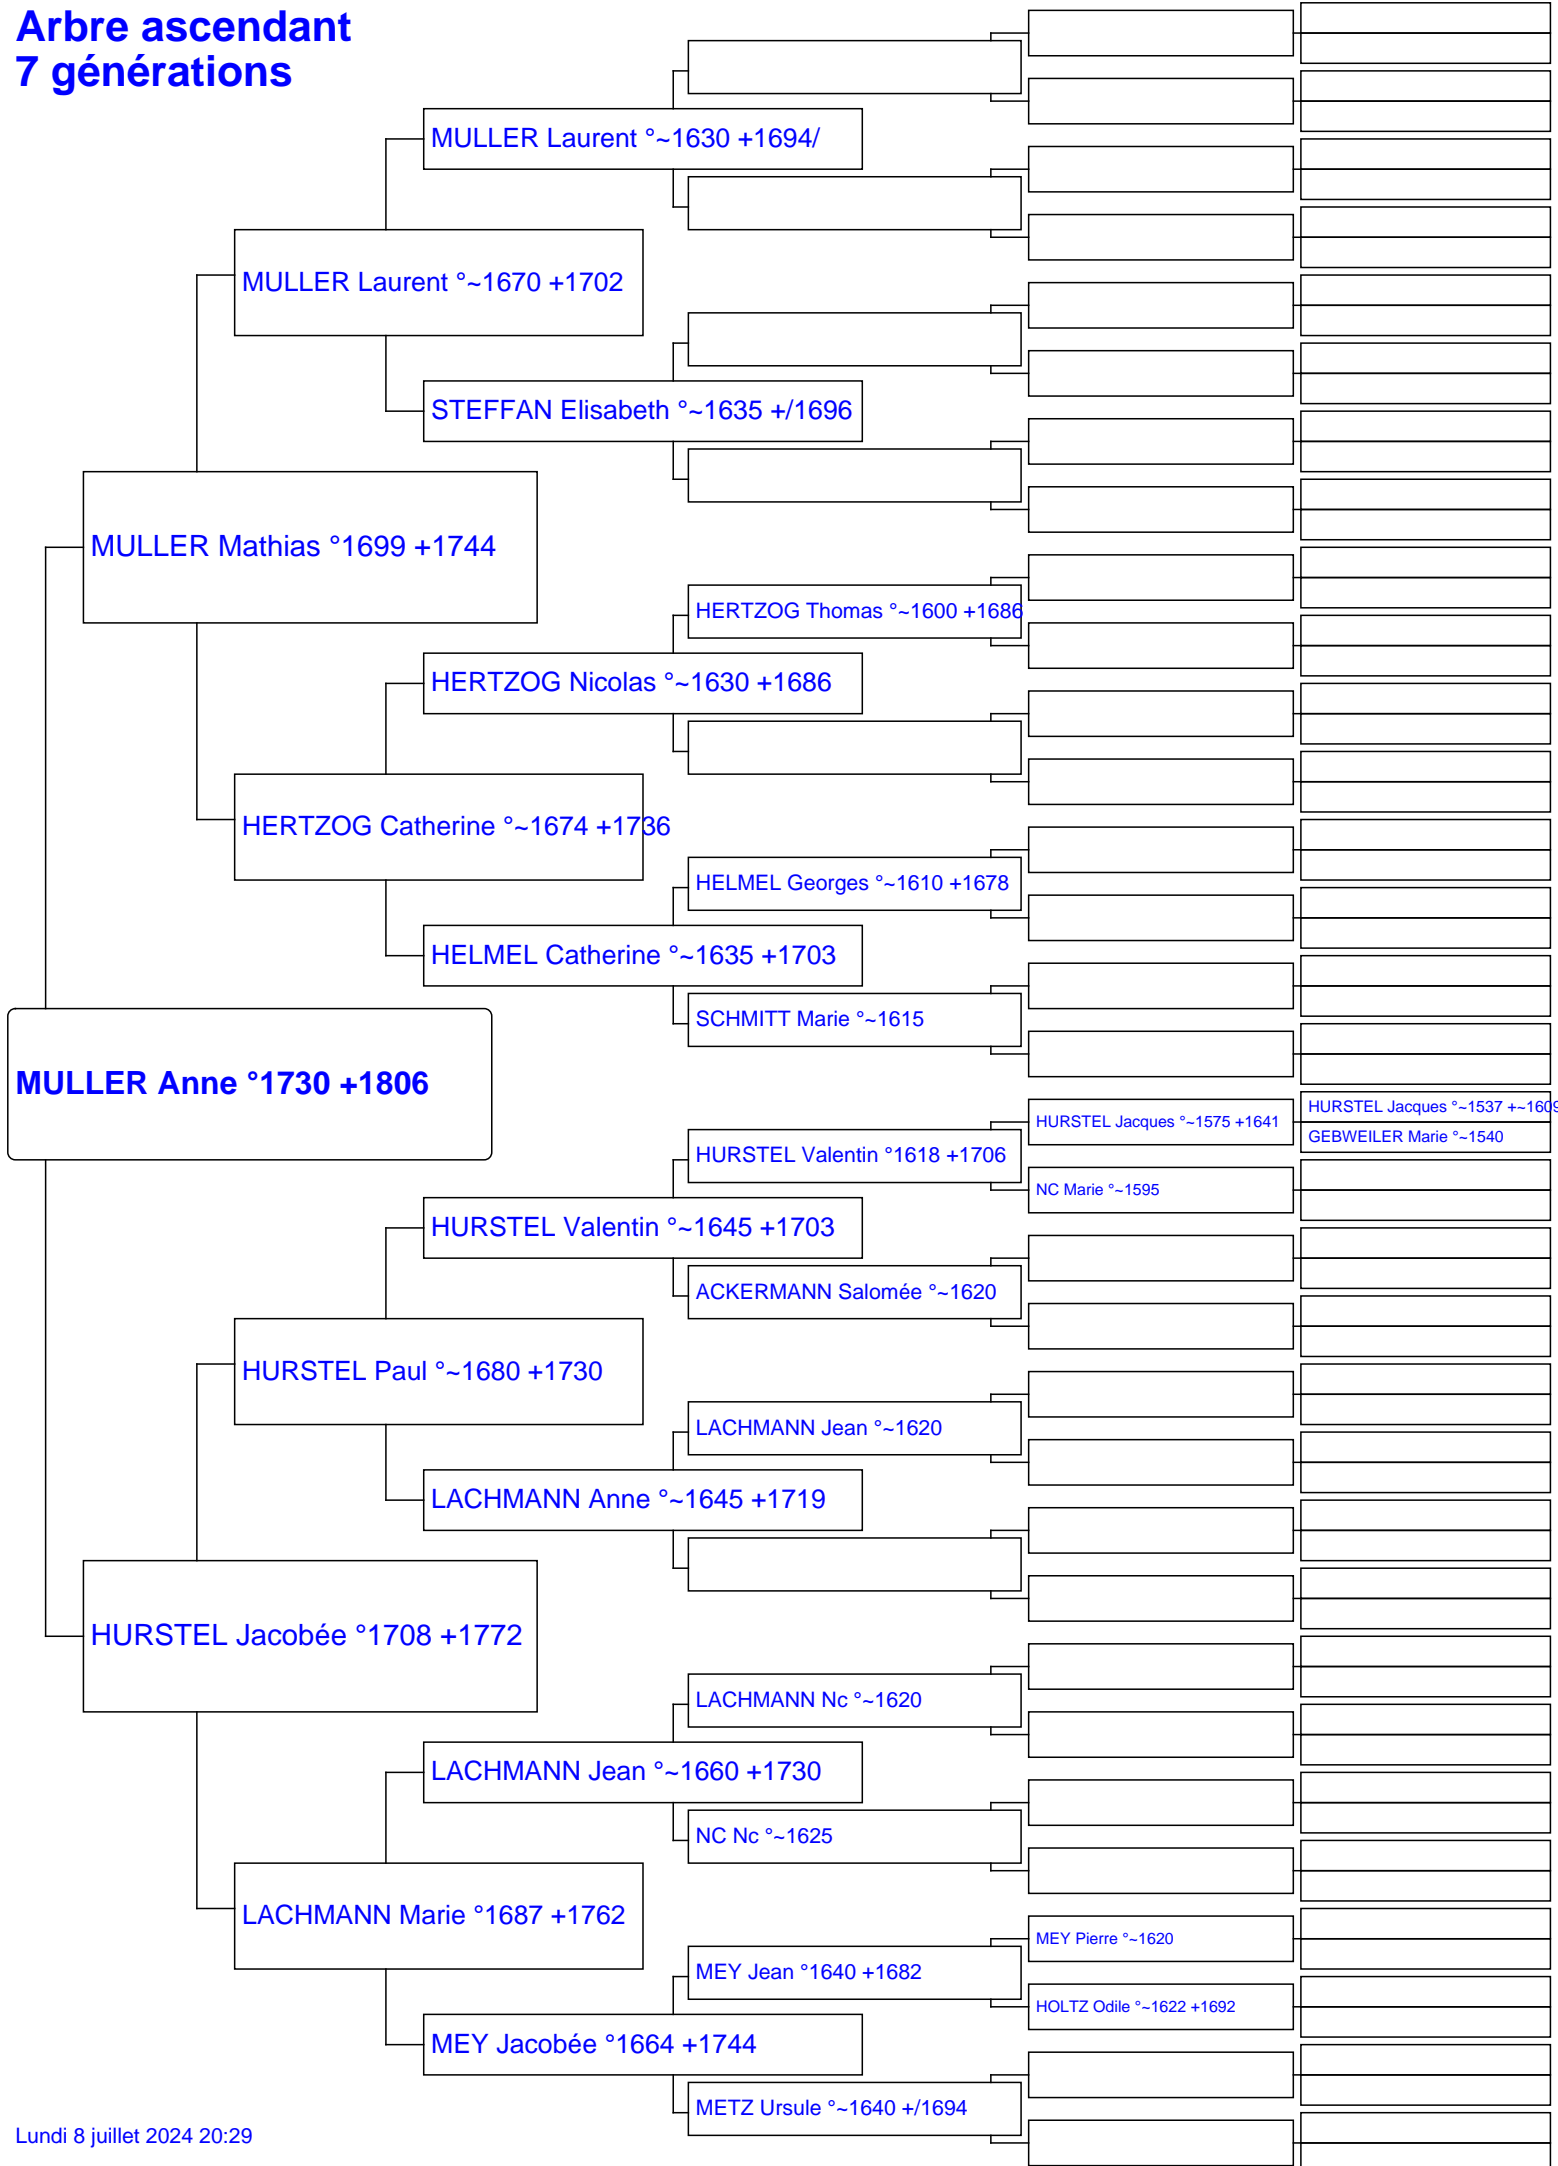 Arbre ascendant
7 générations
MULLER Laurent °~1630 +1694/
MULLER Laurent °~1670 +1702
STEFFAN Elisabeth °~1635 +/1696
MULLER Mathias °1699 +1744
HERTZOG Thomas °~1600 +1686
HERTZOG Nicolas °~1630 +1686
HERTZOG Catherine °~1674 +1736
HELMEL Georges °~1610 +1678
HELMEL Catherine °~1635 +1703
SCHMITT Marie °~1615
MULLER Anne °1730 +1806
HURSTEL Jacques °~1537 +~1609
HURSTEL Jacques °~1575 +1641
GEBWEILER Marie °~1540
HURSTEL Valentin °1618 +1706
NC Marie °~1595
HURSTEL Valentin °~1645 +1703
ACKERMANN Salomée °~1620
HURSTEL Paul °~1680 +1730
LACHMANN Jean °~1620
LACHMANN Anne °~1645 +1719
HURSTEL Jacobée °1708 +1772
LACHMANN Nc °~1620
LACHMANN Jean °~1660 +1730
NC Nc °~1625
LACHMANN Marie °1687 +1762
MEY Pierre °~1620
MEY Jean °1640 +1682
HOLTZ Odile °~1622 +1692
MEY Jacobée °1664 +1744
METZ Ursule °~1640 +/1694
Lundi 8 juillet 2024 20:29